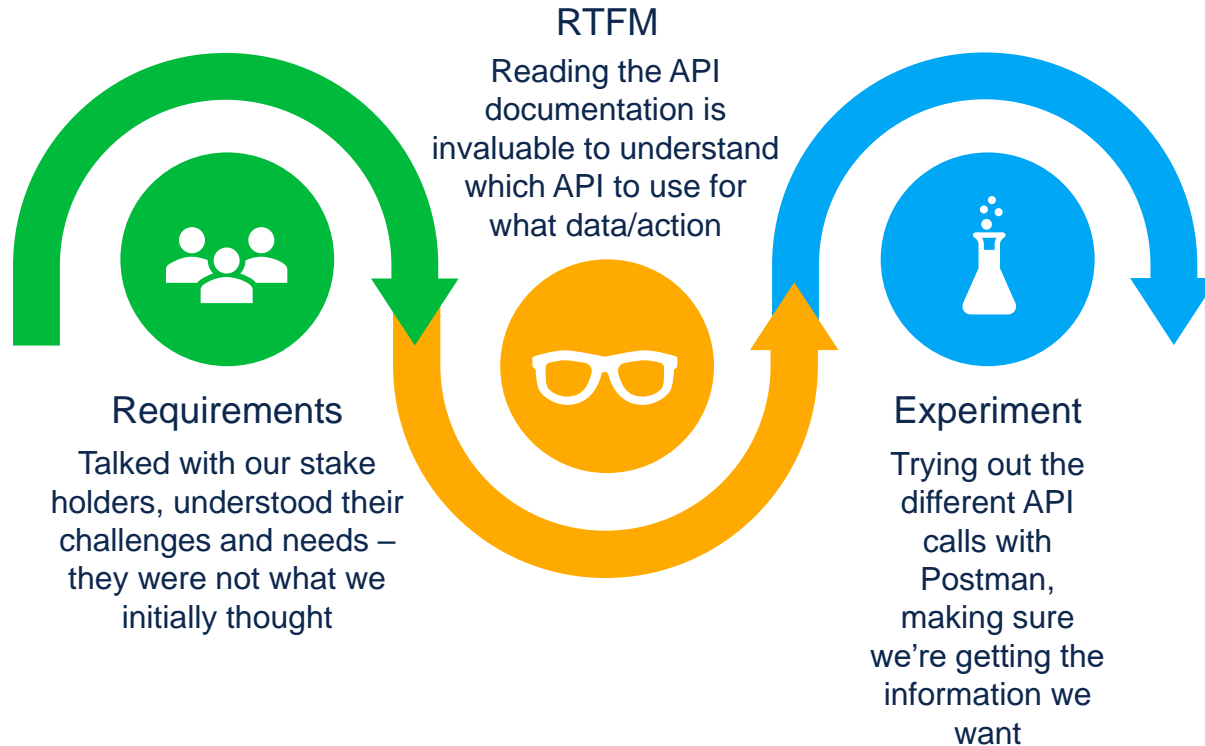 Requirements
Talked with our stake
holders, understood their
challenges and needs –
they were not what we
initially thought
RTFM
Reading the API
documentation is
invaluable to understand
which API to use for
what data/action
Experiment
Trying out the
different API
calls with
Postman,
making sure
we’re getting the
information we
want